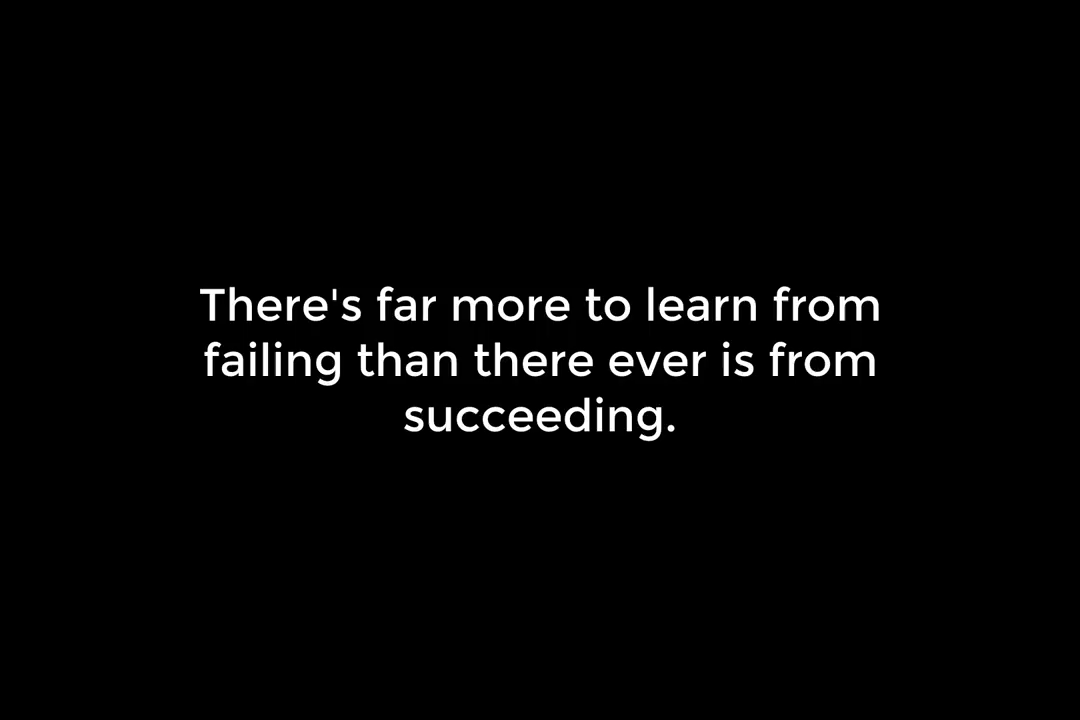 There's far more to learn from
failing than there ever is from
succeeding.